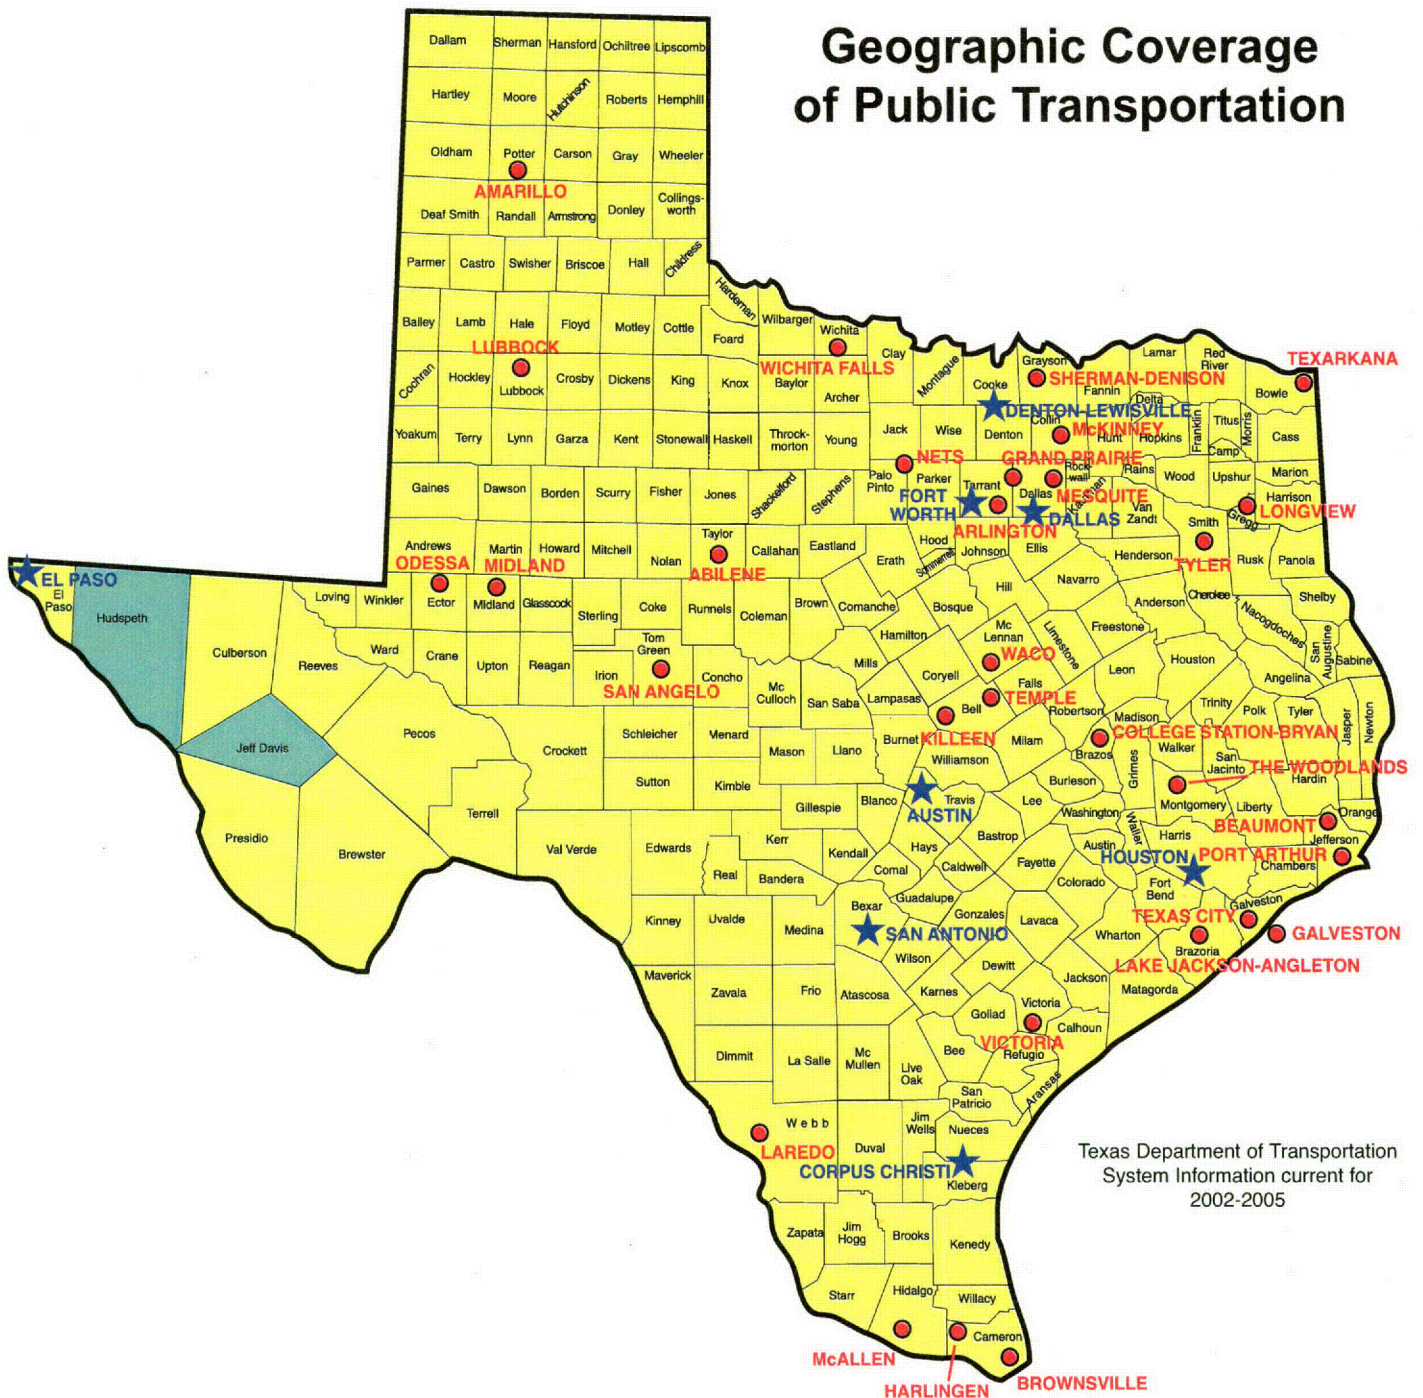 Geographic Coverage
of Public Transportation
Dallam
Sherman
Hansford
Ochiltree
Lipscomb
Hartley
Moore
Hutchinson
Roberts
Hemphill
Oldham
Potter
Carson
Gray
Wheeler
AMARILLO
Deaf Smith
Randall
Armstrong
Donley
Collings-
worth
Parmer
Castro
Swisher
Briscoe
Hall
Childress
Hardeman
Bailey
Lamb
Hale
Floyd
Motley
Cottle
Foard
Wilbarger
Wichita
LUBBOCK
WICHITA FALLS
Clay
Montague
Cooke
Grayson
SHERMAN-DENISON
Fannin
Lamar
Red
River
TEXARKANA
Bowie
Cochran
Hockley
Lubbock
Crosby
Dickens
King
Knox
Baylor
Archer
DENTON-LEWISVILLE
Delta
Yoakum
Terry
Lynn
Garza
Kent
Stonewall
Haskell
Throck-
morton
Young
Jack
Wise
Denton
Collin
McKINNEY
Hunt
Hopkins
Franklin
Titus
Camp
Morris
Cass
NETS
GRAND PRAIRIE
Gaines
Dawson
Borden
Scurry
Fisher
Jones
Shackelford
Stephens
Palo
Pinto
Parker
Tarrant
Dallas
Rock-
wall
Kaufman
Rains
Wood
Upshur
Marion
Harrison
FORT
WORTH
ARLINGTON
MESQUITE
DALLAS
Van
Zandt
Smith
Gregg
LONGVIEW
Andrews
Martin
Howard
Mitchell
Nolan
Taylor
Callahan
Eastland
Erath
Hood
Sommervell
Johnson
Ellis
Henderson
TYLER
Rusk
Panola
ODESSA
MIDLAND
ABILENE
EL PASO
El
Paso
Hudspeth
Culberson
Reeves
Loving
Winkler
Ector
Midland
Glasscock
Sterling
Coke
Runnels
Coleman
Brown
Comanche
Bosque
Hill
Navarro
Anderson
Cherokee
Nacogdoches
Shelby
Ward
Crane
Upton
Reagan
Irion
Tom
Green
SAN ANGELO
Concho
Mc
Culloch
San Saba
Mills
Hamilton
Lampasas
Coryell
Mc
Lennan
WACO
Limestone
Freestone
Leon
Houston
Angelina
San
Augustine
Sabine
Falls
TEMPLE
Bell
KILLEEN
Robertson
Madison
Trinity
Polk
Tyler
Jasper
Newton
Jeff Davis
Pecos
Crockett
Schleicher
Menard
Mason
Llano
Burnet
Williamson
Milam
Brazos
COLLEGE STATION-BRYAN
Grimes
Walker
San
Jacinto
THE WOODLANDS
Hardin
Presidio
Brewster
Terrell
Sutton
Kimble
Gillespie
Blanco
Travis
AUSTIN
Lee
Burleson
Washington
Montgomery
Liberty
BEAUMONT
Orange
Jefferson
Val Verde
Edwards
Real
Kerr
Bandera
Kendall
Hays
Comal
Caldwell
Bastrop
Fayette
Austin
Waller
Harris
HOUSTON
PORT ARTHUR
Chambers
Colorado
Fort
Bend
Galveston
Kinney
Uvalde
Medina
Bexar
SAN ANTONIO
Guadalupe
Gonzales
Lavaca
Wharton
TEXAS CITY
GALVESTON
Brazoria
LAKE JACKSON-ANGLETON
Maverick
Zavala
Frio
Atascosa
Wilson
Karnes
Dewitt
Jackson
Matagorda
Victoria
Goliad
VICTORIA
Calhoun
Refugio
Dimmit
La Salle
Mc
Mullen
Live
Oak
Bee
San
Patricio
Aransas
Webb
LAREDO
Duval
Jim
Wells
Nueces
CORPUS CHRISTI
Kleberg
Zapata
Jim
Hogg
Brooks
Kenedy
Starr
Hidalgo
Willacy
Cameron
McALLEN
HARLINGEN
BROWNSVILLE
Texas Department of Transportation
System Information current for
2002-2005